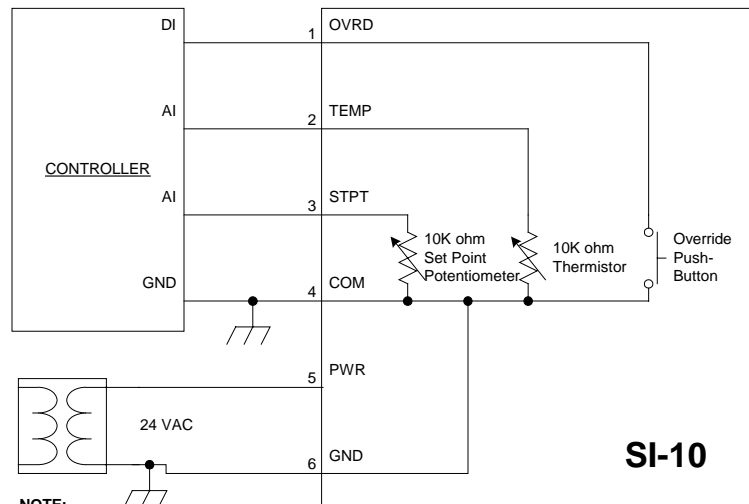 DI
1
OVRD
AI
2
TEMP
CONTROLLER
AI
3
STPT
10K ohm
Set Point
Potentiometer
10K ohm
Thermistor
Override
Push-
Button
GND
4
COM
5
PWR
24 VAC
6
GND
SI-10
NOTE: